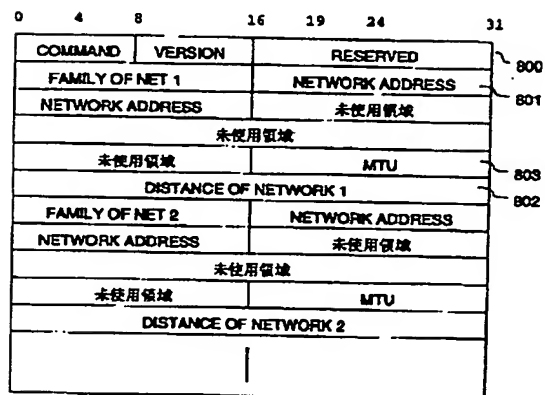 0 4 8 16 19 24 31
COMMAND VERSION RESERVED 800
FAMILY OF NET 1 NETWORK ADDRESS 801
NETWORK ADDRESS 未使用領域
未使用領域
未使用領域 MTU 803
DISTANCE OF NETWORK 1 802
FAMILY OF NET 2 NETWORK ADDRESS
NETWORK ADDRESS 未使用領域
未使用領域
未使用領域 MTU
DISTANCE OF NETWORK 2